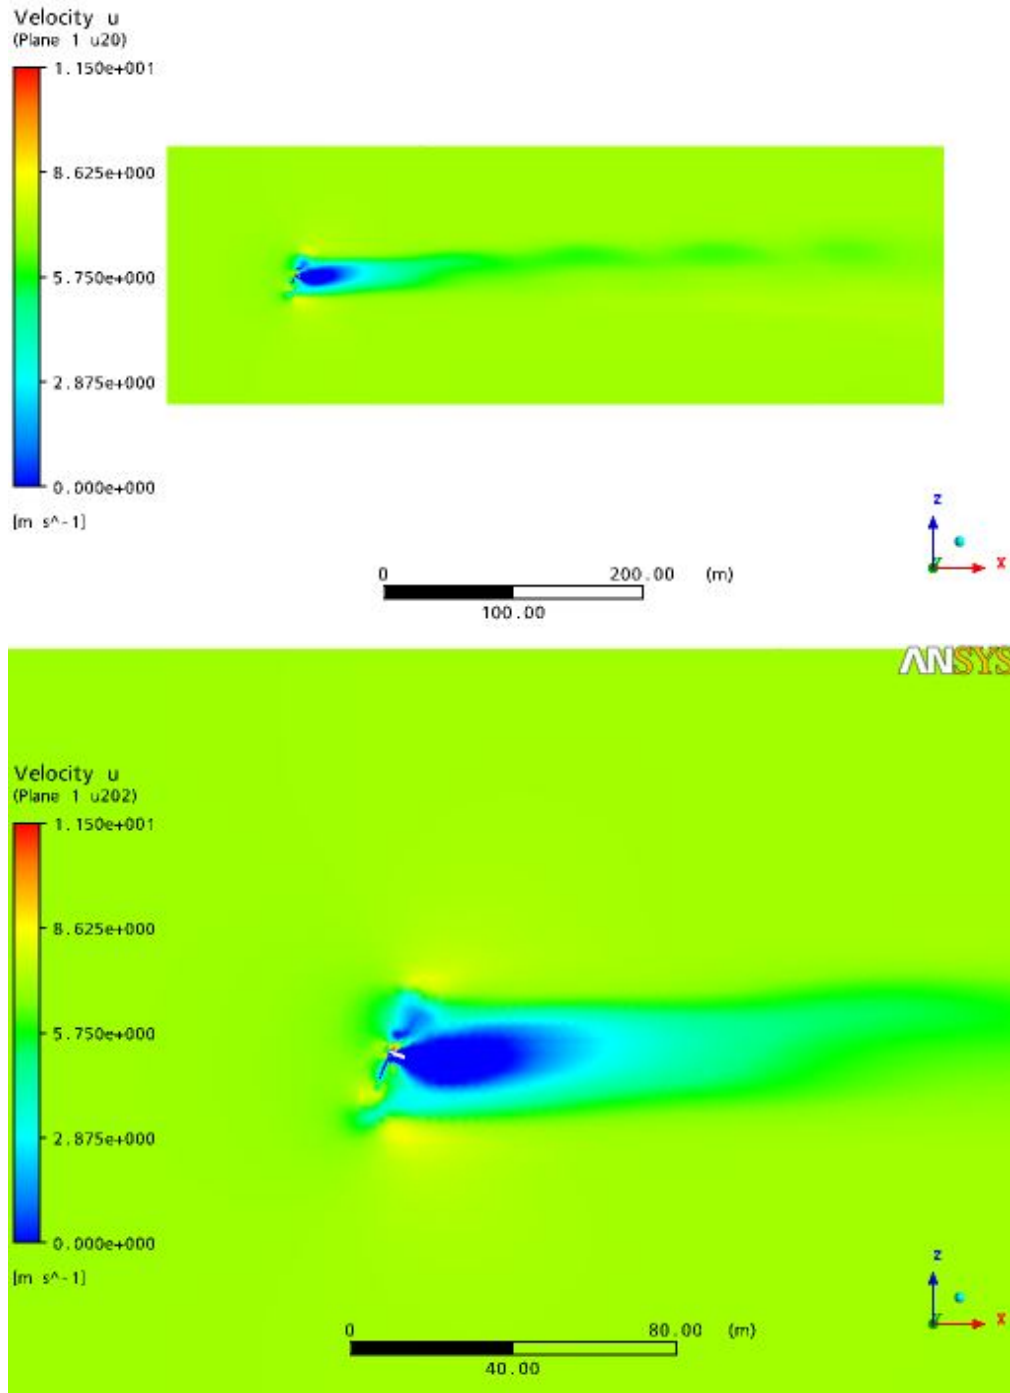 Velocity u
(Plane 1 u20)
1.150e+001
8.625e+000
5.750e+000
2.875e+000
0.000e+000
[m s^-1]
z
Y
x
0 200.00 (m)
100.00
ANSYS
Velocity u
(Plane 1 u202)
1.150e+001
8.625e+000
5.750e+000
2.875e+000
0.000e+000
[m s^-1]
z
Y
x
0 80.00 (m)
40.00